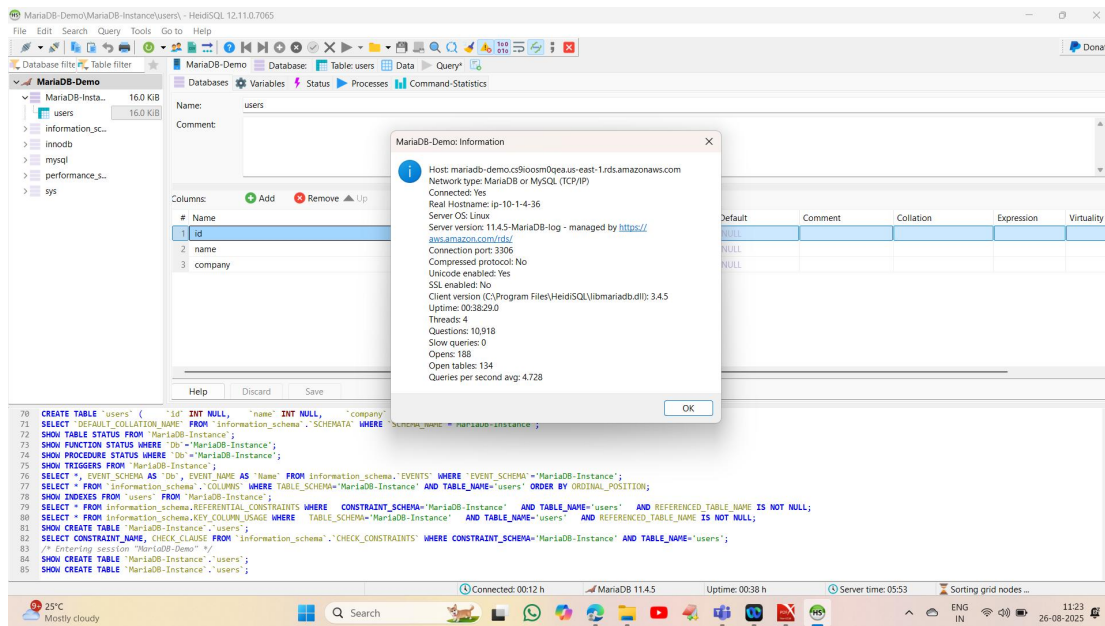 MariaDB-Demo\MariaDB-Instance\users\ - HeidiSQL 12.11.0.7065
File Edit Search Query Tools Go to Help
Donat
Database filte Table filter
MariaDB-Demo Database: Table: users Data Query*
MariaDB-Demo
MariaDB-Insta... 16.0 KiB
users 16.0 KiB
information_sc...
innodb
mysql
performance_s...
sys
Databases Variables Status Processes Command-Statistics
Name: users
Comment:
Columns: Add Remove Up
# Name Default Comment Collation Expression Virtuality
1 id NULL
2 name NULL
3 company NULL
Help Discard Save
MariaDB-Demo: Information
Host: mariadb-demo.cs9ioosm0qea.us-east-1.rds.amazonaws.com
Network type: MariaDB or MySQL (TCP/IP)
Connected: Yes
Real Hostname: ip-10-1-4-36
Server OS: Linux
Server version: 11.4.5-MariaDB-log - managed by https://
aws.amazon.com/rds/
Connection port: 3306
Compressed protocol: No
Unicode enabled: Yes
SSL enabled: No
Client version (C:\Program Files\HeidiSQL\libmariadb.dll): 3.4.5
Uptime: 00:38:29.0
Threads: 4
Questions: 10,918
Slow queries: 0
Opens: 188
Open tables: 134
Queries per second avg: 4.728
OK
70 CREATE TABLE `users` ( `id` INT NULL, `name` INT NULL, `company`
71 SELECT `DEFAULT_COLLATION_NAME` FROM `information_schema`.`SCHEMATA` WHERE `SCHEMA_NAME`='MariaDB-Instance';
72 SHOW TABLE STATUS FROM `MariaDB-Instance`;
73 SHOW FUNCTION STATUS WHERE `Db`='MariaDB-Instance';
74 SHOW PROCEDURE STATUS WHERE `Db`='MariaDB-Instance';
75 SHOW TRIGGERS FROM `MariaDB-Instance`;
76 SELECT *, EVENT_SCHEMA AS `Db`, EVENT_NAME AS `Name` FROM information_schema.`EVENTS` WHERE `EVENT_SCHEMA`='MariaDB-Instance';
77 SELECT * FROM `information_schema`.`COLUMNS` WHERE TABLE_SCHEMA='MariaDB-Instance' AND TABLE_NAME='users' ORDER BY ORDINAL_POSITION;
78 SHOW INDEXES FROM `users` FROM `MariaDB-Instance`;
79 SELECT * FROM information_schema.REFERENTIAL_CONSTRAINTS WHERE CONSTRAINT_SCHEMA='MariaDB-Instance' AND TABLE_NAME='users' AND REFERENCED_TABLE_NAME IS NOT NULL;
80 SELECT * FROM information_schema.KEY_COLUMN_USAGE WHERE TABLE_SCHEMA='MariaDB-Instance' AND TABLE_NAME='users' AND REFERENCED_TABLE_NAME IS NOT NULL;
81 SHOW CREATE TABLE `MariaDB-Instance`.`users`;
82 SELECT CONSTRAINT_NAME, CHECK_CLAUSE FROM `information_schema`.`CHECK_CONSTRAINTS` WHERE CONSTRAINT_SCHEMA='MariaDB-Instance' AND TABLE_NAME='users';
83 /* Entering session "MariaDB-Demo" */
84 SHOW CREATE TABLE `MariaDB-Instance`.`users`;
85 SHOW CREATE TABLE `MariaDB-Instance`.`users`;
Connected: 00:12 h MariaDB 11.4.5 Uptime: 00:38 h Server time: 05:53 Sorting grid nodes ...
25°C
Mostly cloudy
Search
ENG
IN
11:23
26-08-2025